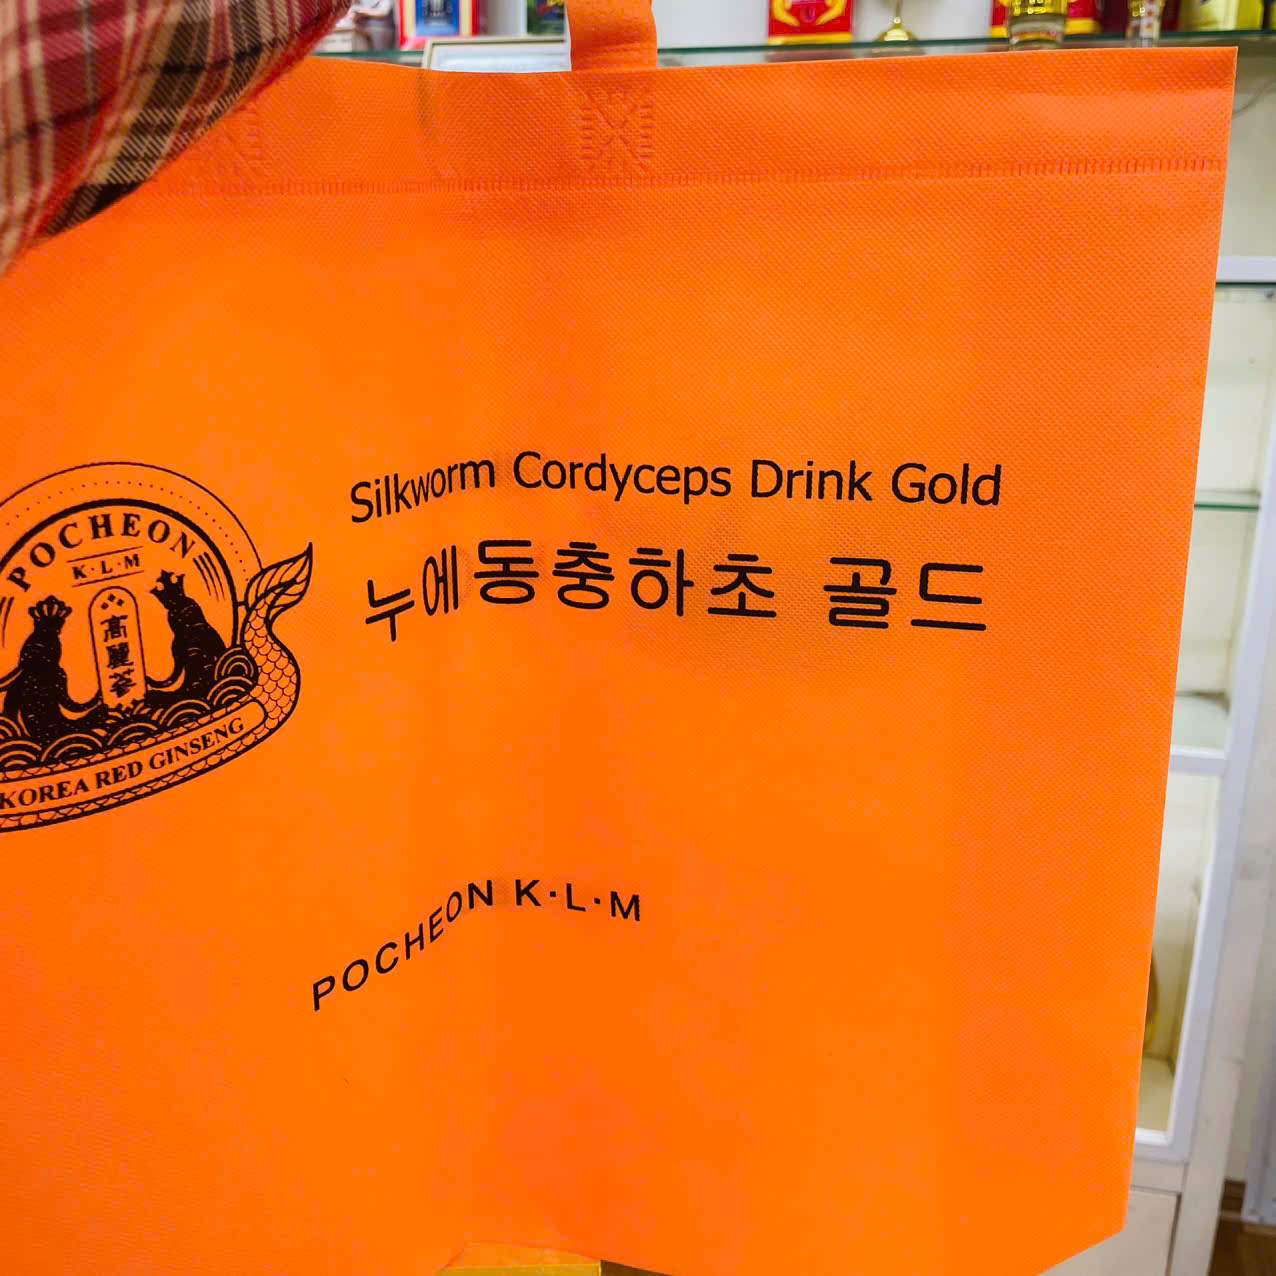 POCHEON
K·L·M
高麗蔘
KOREA RED GINSENG
Silkworm Cordyceps Drink Gold
누에동충하초 골드
POCHEON K·L·M